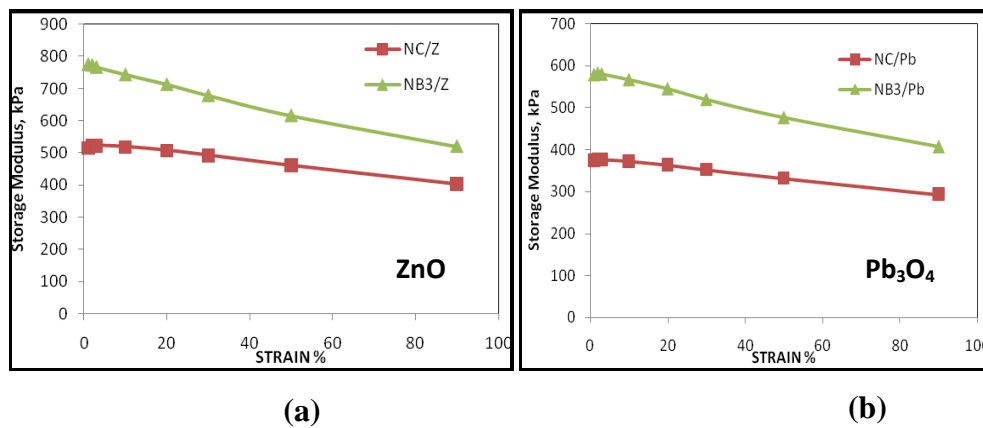 900
800
700
600
500
400
300
200
100
0
Storage Modulus, kPa
NC/Z
NB3/Z
ZnO
0 20 40 60 80 100
STRAIN %
(a)
700
600
500
400
300
200
100
0
Storage Modulus, kPa
NC/Pb
NB3/Pb
Pb₃O₄
0 20 40 60 80 100
STRAIN %
(b)